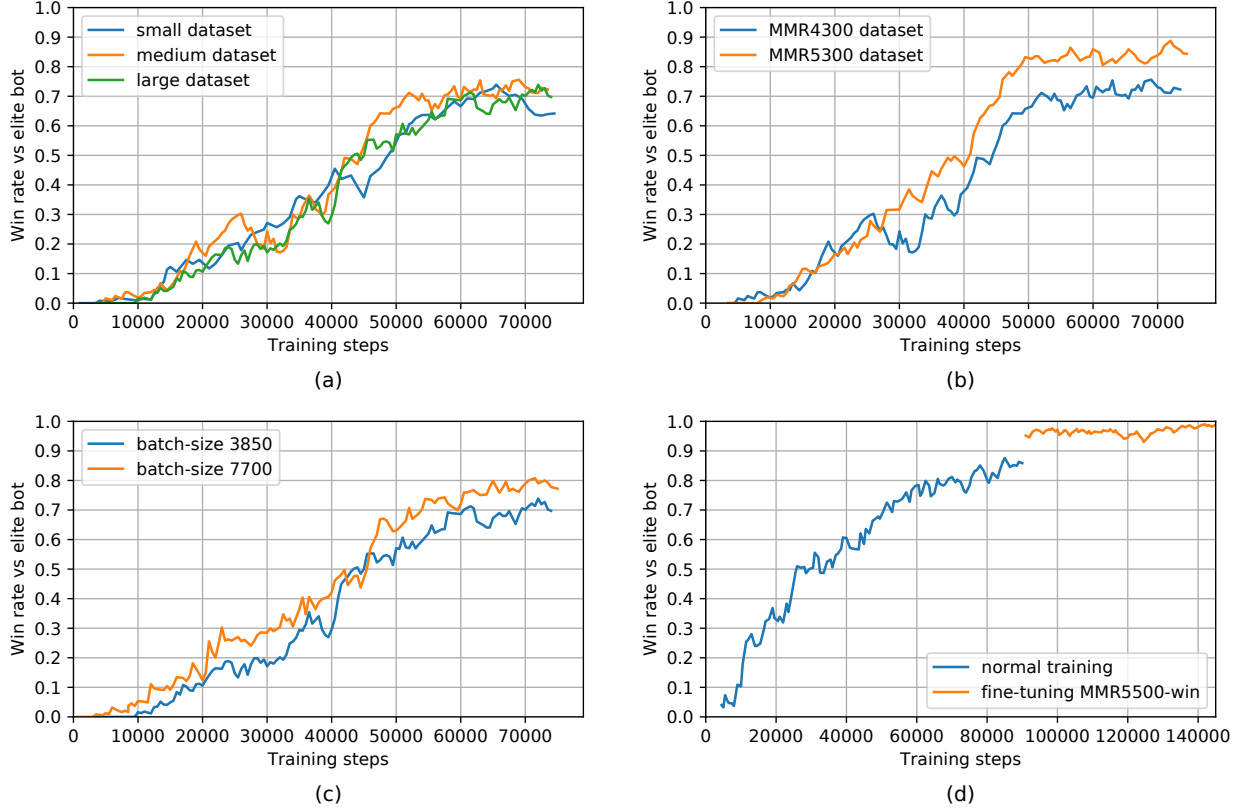 1.0
0.9
0.8
0.7
0.6
0.5
0.4
0.3
0.2
0.1
0.0
Win rate vs elite bot
small dataset
medium dataset
large dataset
0 10000 20000 30000 40000 50000 60000 70000
Training steps
(a)
1.0
0.9
0.8
0.7
0.6
0.5
0.4
0.3
0.2
0.1
0.0
Win rate vs elite bot
MMR4300 dataset
MMR5300 dataset
0 10000 20000 30000 40000 50000 60000 70000
Training steps
(b)
1.0
0.9
0.8
0.7
0.6
0.5
0.4
0.3
0.2
0.1
0.0
Win rate vs elite bot
batch-size 3850
batch-size 7700
0 10000 20000 30000 40000 50000 60000 70000
Training steps
(c)
1.0
0.9
0.8
0.7
0.6
0.5
0.4
0.3
0.2
0.1
0.0
Win rate vs elite bot
normal training
fine-tuning MMR5500-win
0 20000 40000 60000 80000 100000 120000 140000
Training steps
(d)